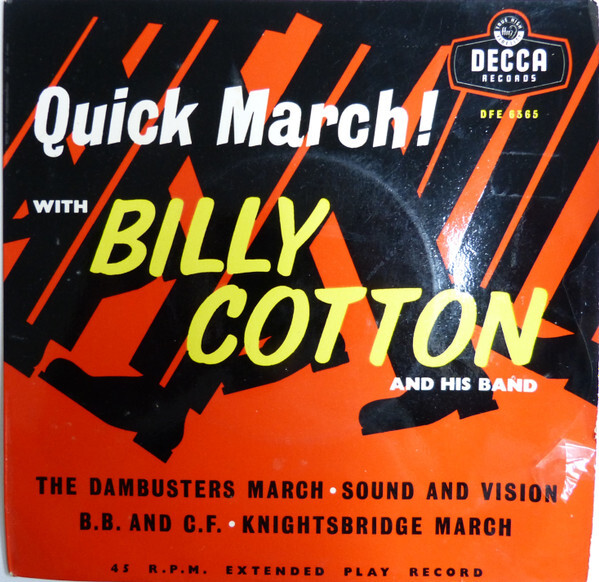 DECCA
RECORDS
DFE 6565
Quick March!
WITH BILLY
COTTON
AND HIS BAND
THE DAMBUSTERS MARCH • SOUND AND VISION
B.B. AND C.F. • KNIGHTSBRIDGE MARCH
45 R.P.M. EXTENDED PLAY RECORD